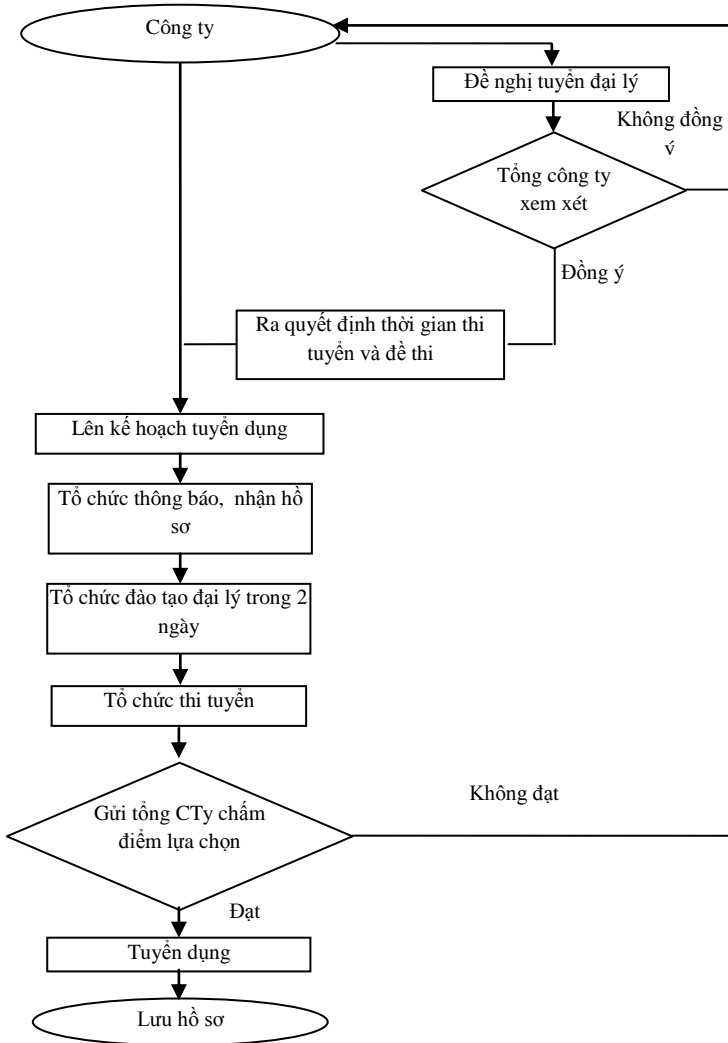 Công ty
Đề nghị tuyển đại lý
Không đồng
ý
Tổng công ty
xem xét
Đồng ý
Ra quyết định thời gian thi
tuyển và đề thi
Lên kế hoạch tuyển dụng
Tổ chức thông báo, nhận hồ
sơ
Tổ chức đào tạo đại lý trong 2
ngày
Tổ chức thi tuyển
Gửi tổng CTy chấm
điểm lựa chọn
Không đạt
Đạt
Tuyển dụng
Lưu hồ sơ